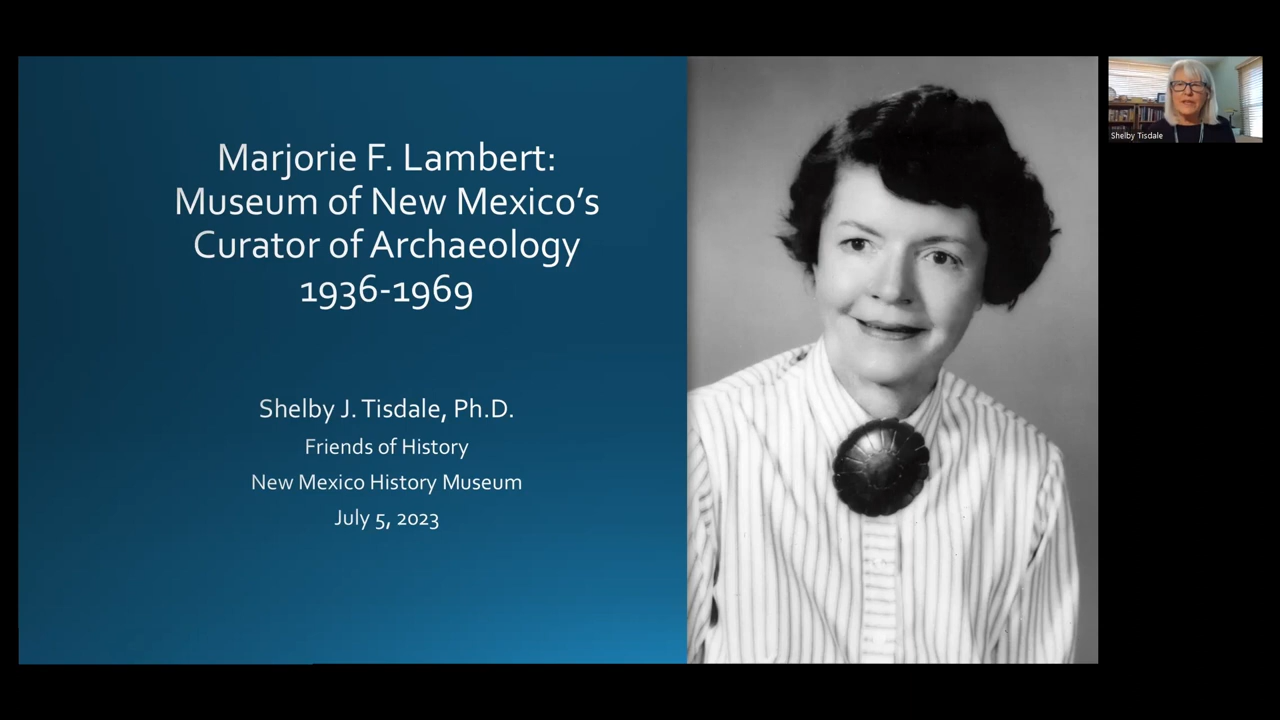 Marjorie F. Lambert:
Museum of New Mexico’s
Curator of Archaeology
1936-1969
Shelby J. Tisdale, Ph.D.
Friends of History
New Mexico History Museum
July 5, 2023
Shelby Tisdale